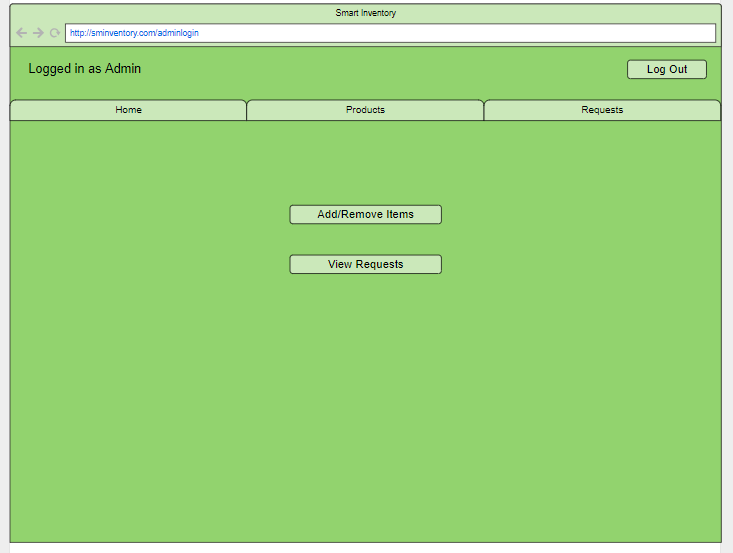 Smart Inventory
http://sminventory.com/adminlogin
Logged in as Admin
Log Out
Home
Products
Requests
Add/Remove Items
View Requests